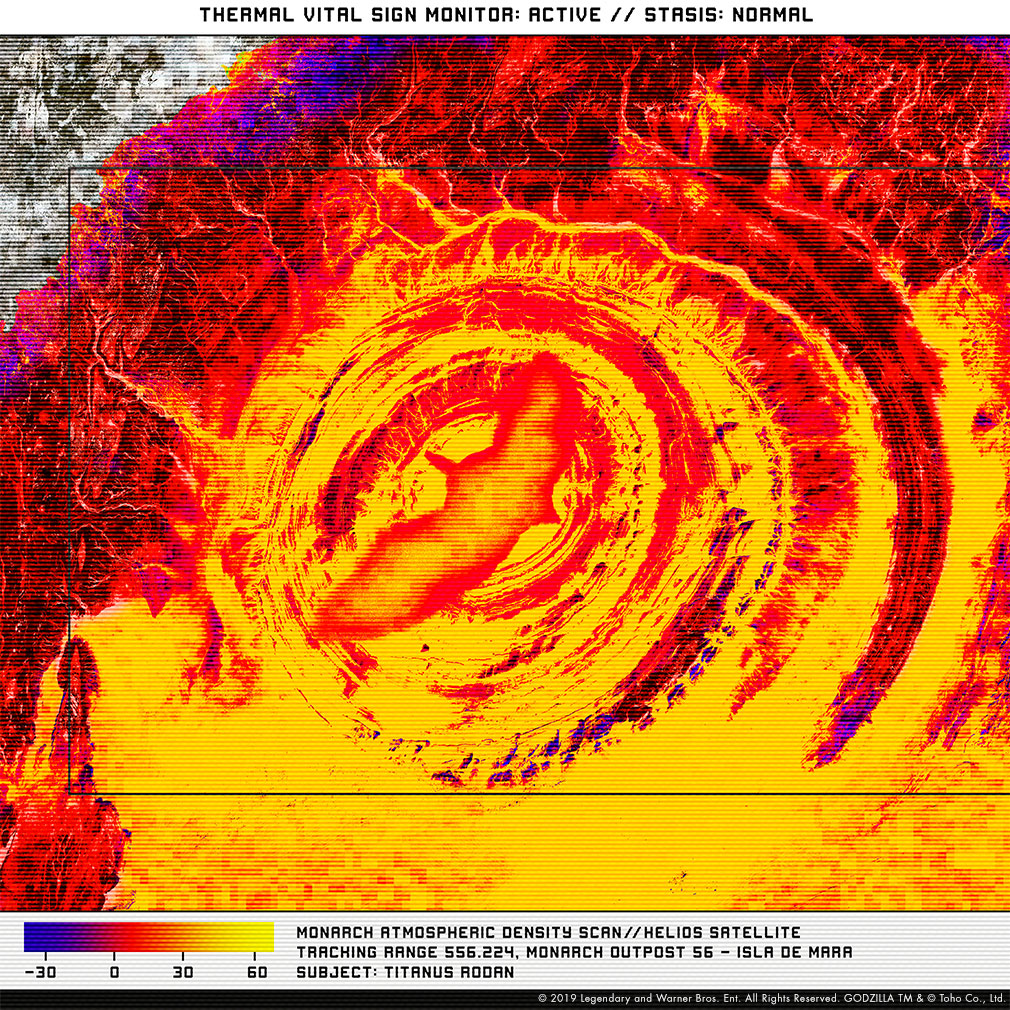 THERMAL VITAL SIGN MONITOR: ACTIVE // STASIS: NORMAL
-30 0 30 60
MONARCH ATMOSPHERIC DENSITY SCAN//HELIOS SATELLITE
TRACKING RANGE 556.224, MONARCH OUTPOST 56 – ISLA DE MARA
SUBJECT: TITANUS RODAN
© 2019 Legendary and Warner Bros. Ent. All Rights Reserved. GODZILLA TM & © Toho Co., Ltd.